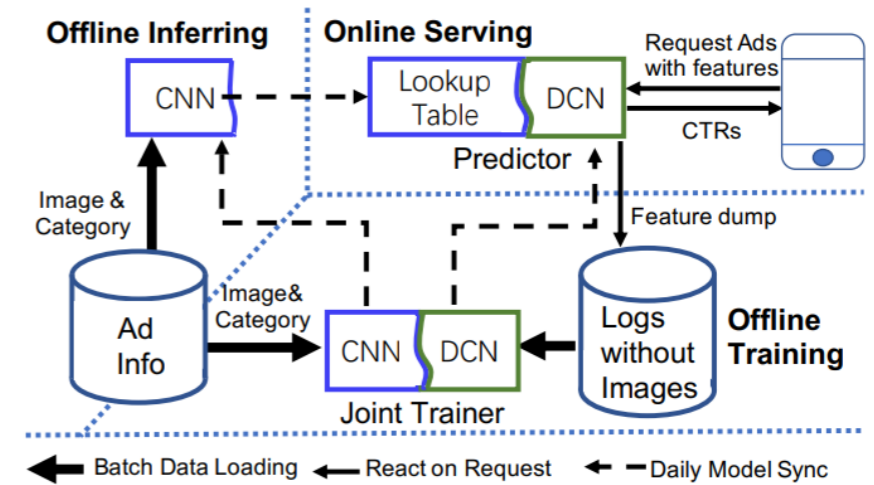 Offline Inferring
Online Serving
CNN
Lookup
Table
DCN
Request Ads
with features
CTRs
Predictor
Image &
Category
Feature dump
Ad
Info
Image&
Category
CNN
DCN
Joint Trainer
Logs
without
Images
Offline
Training
Batch Data Loading
React on Request
Daily Model Sync